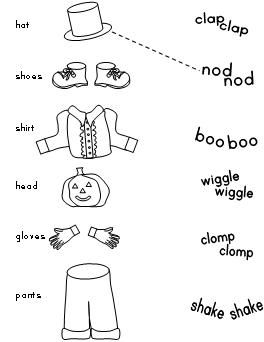 hat
clap
clap
shoes
nod
nod
shirt
boo boo
head
wiggle
wiggle
gloves
clomp
clomp
pants
shake shake